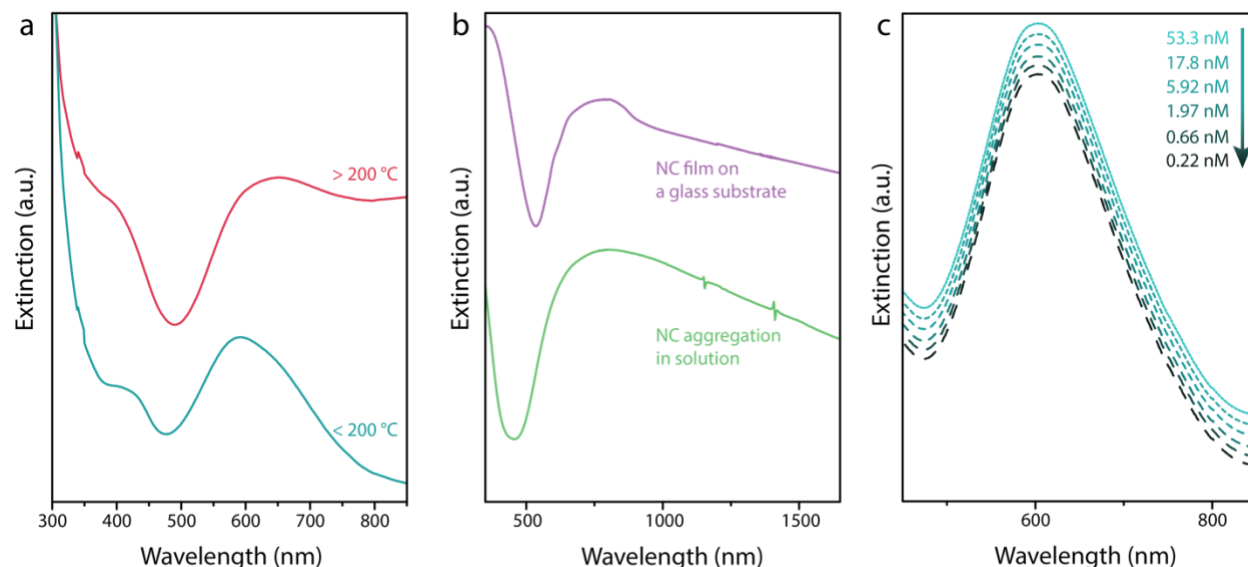 a
Extinction (a.u.)
> 200 °C
< 200 °C
300 400 500 600 700 800
Wavelength (nm)
b
Extinction (a.u.)
NC film on
a glass substrate
NC aggregation
in solution
500 1000 1500
Wavelength (nm)
c
Extinction (a.u.)
53.3 nM
17.8 nM
5.92 nM
1.97 nM
0.66 nM
0.22 nM
600 800
Wavelength (nm)